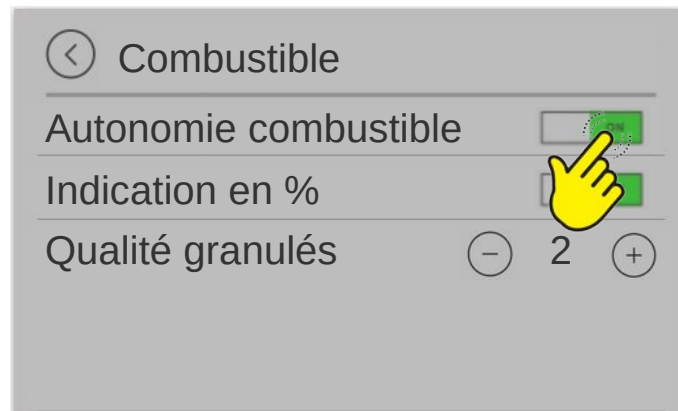 Combustible
Autonomie combustible ON
Indication en %
Qualité granulés - 2 +